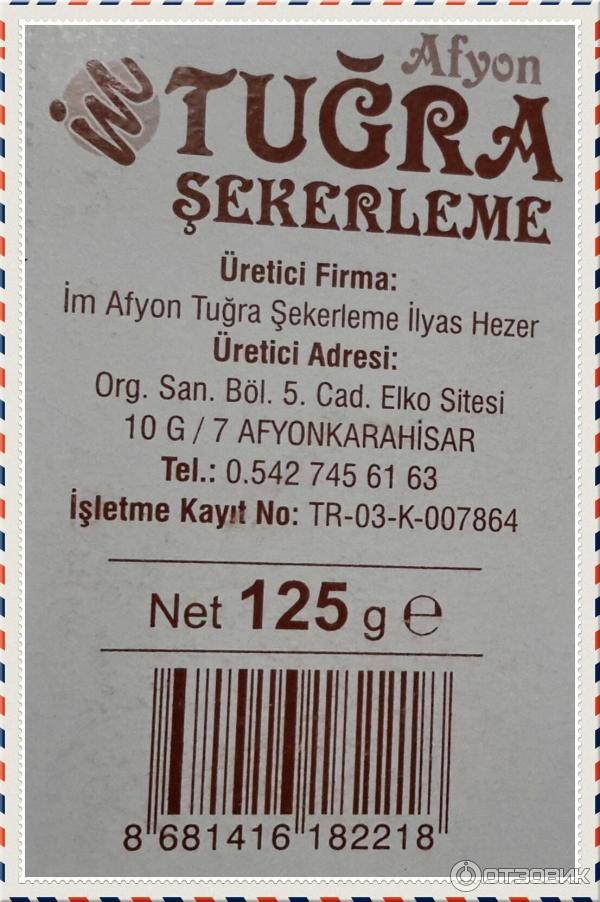 im
Afyon
TUĞRA
ŞEKERLEME
Üretici Firma:
İm Afyon Tuğra Şekerleme İlyas Hezer
Üretici Adresi:
Org. San. Böl. 5. Cad. Elko Sitesi
10 G / 7 AFYONKARAHİSAR
Tel.: 0.542 745 61 63
İşletme Kayıt No: TR-03-K-007864
Net 125 g ℮
8 681416 182218
ОТЗОВИК